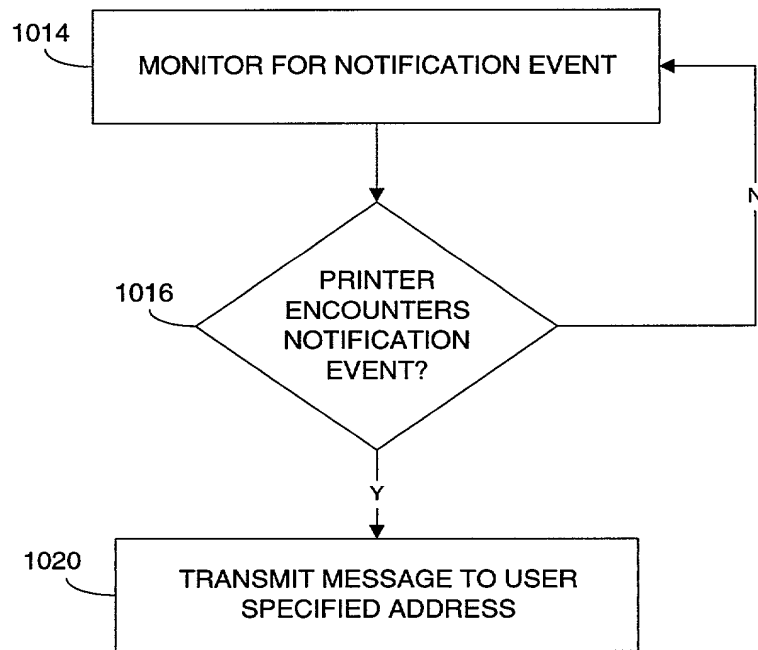 1014
MONITOR FOR NOTIFICATION EVENT
N
1016
PRINTER
ENCOUNTERS
NOTIFICATION
EVENT?
Y
1020
TRANSMIT MESSAGE TO USER
SPECIFIED ADDRESS